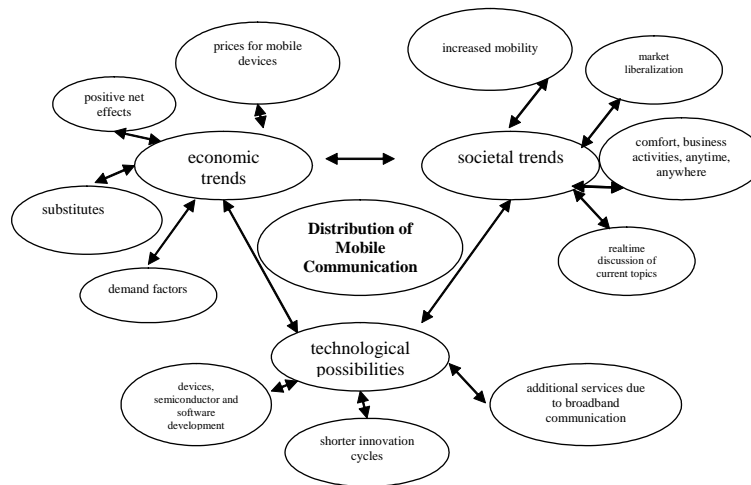 prices for mobile
devices
increased mobility
market
liberalization
positive net
effects
economic
trends
societal trends
comfort, business
activities, anytime,
anywhere
substitutes
Distribution of
Mobile
Communication
realtime
discussion of
current topics
demand factors
technological
possibilities
devices,
semiconductor and
software
development
additional services due
to broadband
communication
shorter innovation
cycles